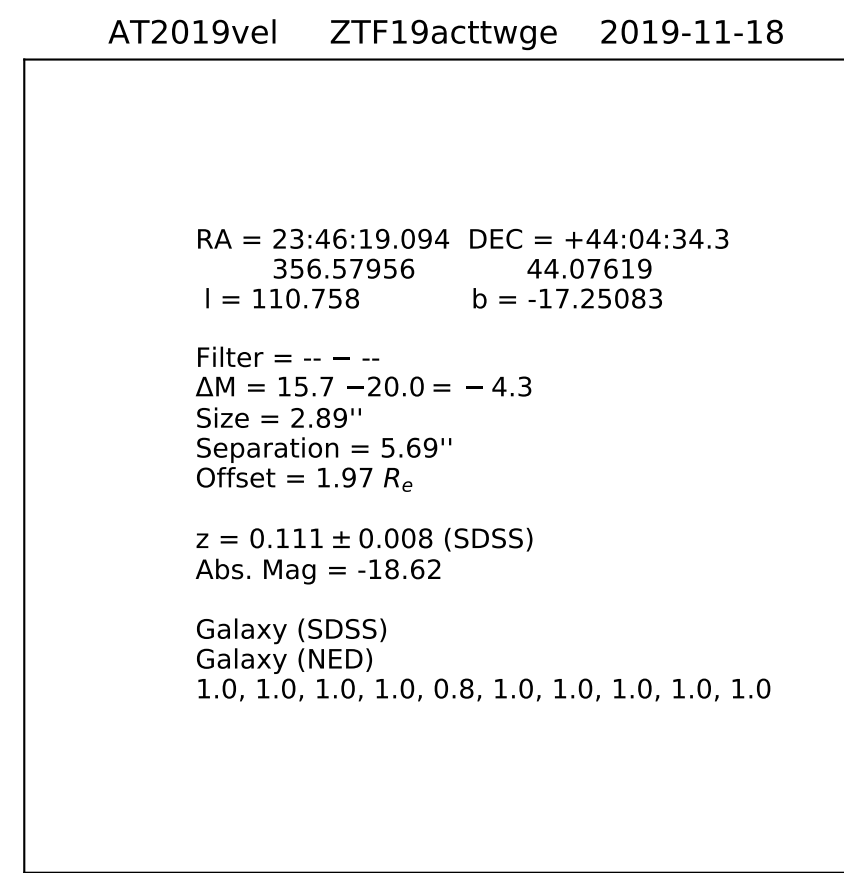 AT2019vel ZTF19acttwge 2019-11-18
RA = 23:46:19.094 DEC = +44:04:34.3
356.57956 44.07619
l = 110.758 b = -17.25083
Filter = -- − --
ΔM = 15.7 −20.0 = − 4.3
Size = 2.89''
Separation = 5.69''
Offset = 1.97 Rₑ
z = 0.111 ± 0.008 (SDSS)
Abs. Mag = -18.62
Galaxy (SDSS)
Galaxy (NED)
1.0, 1.0, 1.0, 1.0, 0.8, 1.0, 1.0, 1.0, 1.0, 1.0